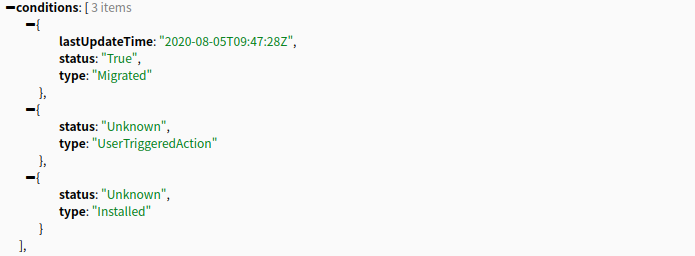 conditions: [ 3 items
{
lastUpdateTime: "2020-08-05T09:47:28Z",
status: "True",
type: "Migrated"
},
{
status: "Unknown",
type: "UserTriggeredAction"
},
{
status: "Unknown",
type: "Installed"
}
],